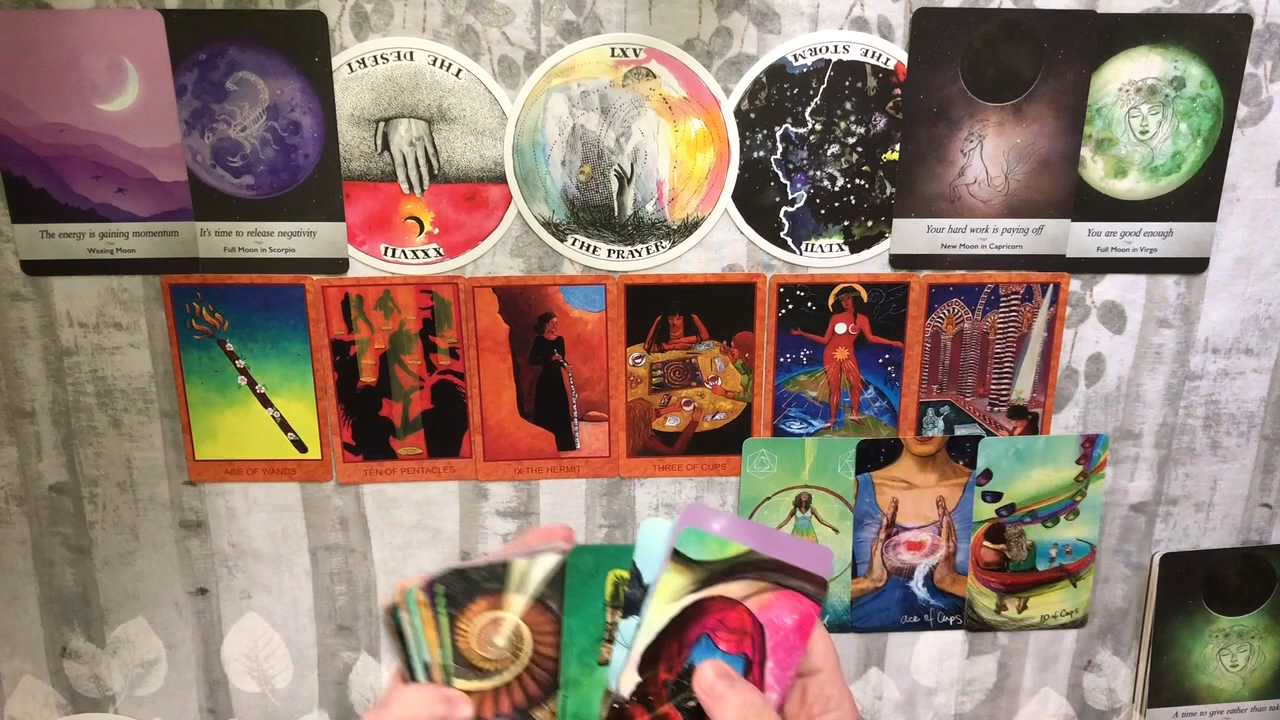 The energy is gaining momentum
Waxing Moon
It's time to release negativity
Full Moon in Scorpio
THE DESERT
XXXVII
LXV
THE PRAYER
THE STORM
XLVII
Your hard work is paying off
New Moon in Capricorn
You are good enough
Full Moon in Virgo
ACE OF WANDS
TEN OF PENTACLES
IX THE HERMIT
THREE OF CUPS
ace of Cups
10 of Cups
A time to give rather than